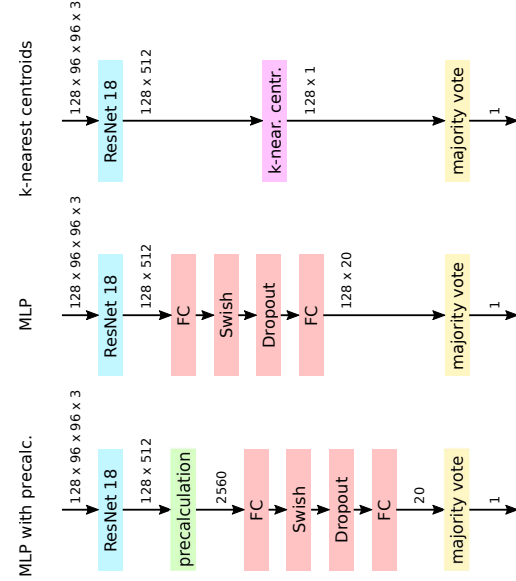 k-nearest centroids
128 x 96 x 96 x 3
ResNet 18
128 x 512
k-near. centr.
128 x 1
majority vote
1
MLP
128 x 96 x 96 x 3
ResNet 18
128 x 512
FC
Swish
Dropout
FC
128 x 20
majority vote
1
MLP with precalc.
128 x 96 x 96 x 3
ResNet 18
128 x 512
precalculation
2560
FC
Swish
Dropout
FC
20
majority vote
1